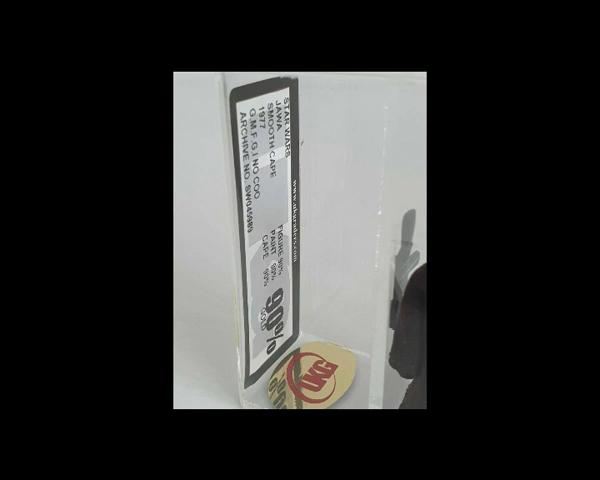 STAR WARS
JAWA
SMOOTH CAPE
1977
G.M.F.G.I NO COO
ARCHIVE NO.
FIGURE 90%
PAINT 90%
CAPE 90%
90%
GOLD
www.ukgraders.com
UKG